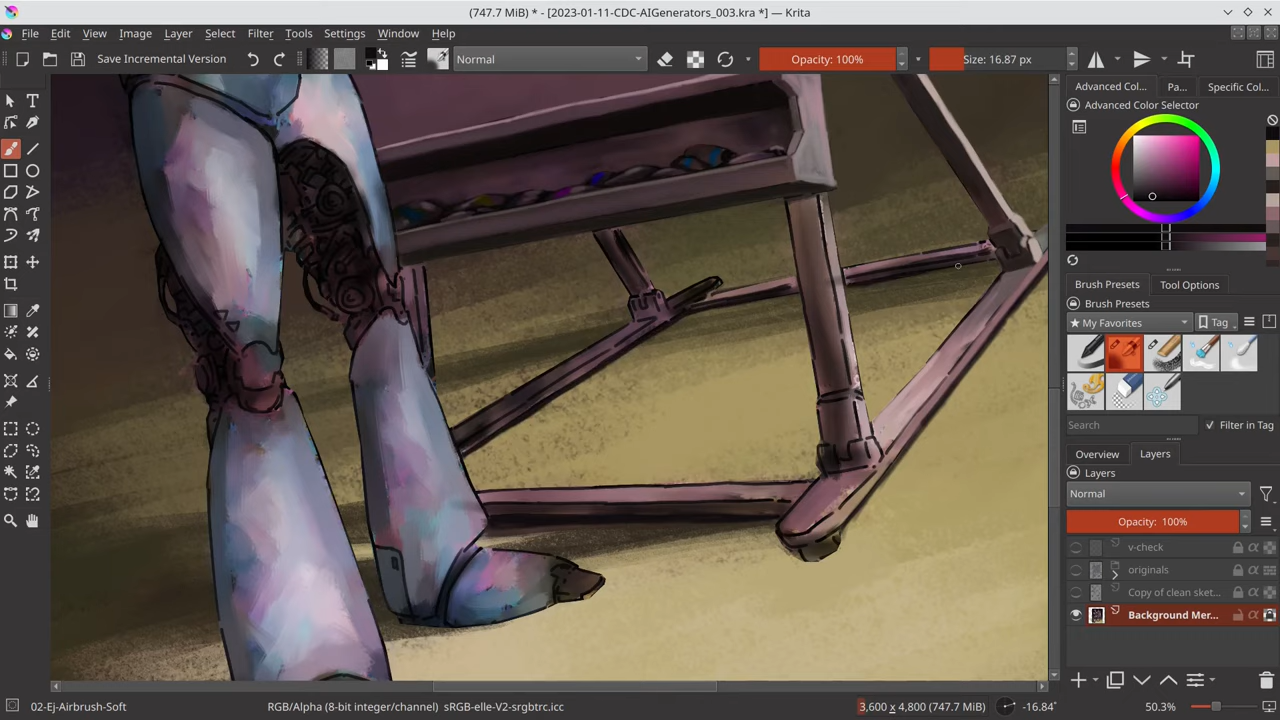 (747.7 MiB) * - [2023-01-11-CDC-AIGenerators_003.kra *] — Krita
File Edit View Image Layer Select Filter Tools Settings Window Help
Save Incremental Version Normal Opacity: 100% Size: 16.87 px
Advanced Col... Pa... Specific Col...
Advanced Color Selector
Brush Presets Tool Options
Brush Presets
★ My Favorites Tag
Search Filter in Tag
Overview Layers
Layers
Normal
Opacity: 100%
v-check
originals
Copy of clean sket...
Background Mer...
02-Ej-Airbrush-Soft RGB/Alpha (8-bit integer/channel) sRGB-elle-V2-srgbtrc.icc 3,600 x 4,800 (747.7 MiB) -16.84° 50.3%